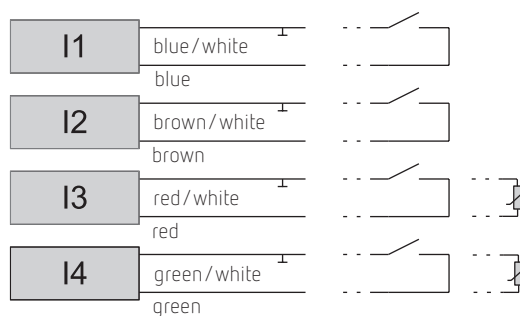 I1
blue/white
blue
I2
brown/white
brown
I3
red/white
red
I4
green/white
green